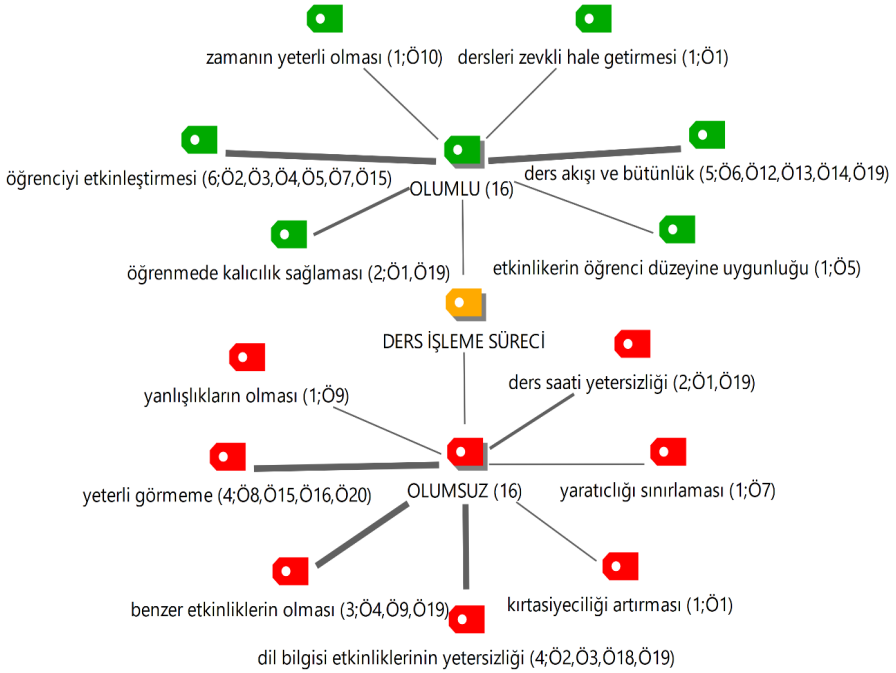 zamanın yeterli olması (1;Ö10)
dersleri zevkli hale getirmesi (1;Ö1)
öğrenciyi etkinleştirmesi (6;Ö2,Ö3,Ö4,Ö5,Ö7,Ö15)
OLUMLU (16)
ders akışı ve bütünlük (5;Ö6,Ö12,Ö13,Ö14,Ö19)
öğrenmede kalıcılık sağlaması (2;Ö1,Ö19)
etkinlikerin öğrenci düzeyine uygunluğu (1;Ö5)
DERS İŞLEME SÜRECİ
yanlışlıkların olması (1;Ö9)
ders saati yetersizliği (2;Ö1,Ö19)
yeterli görmeme (4;Ö8,Ö15,Ö16,Ö20)
OLUMSUZ (16)
yaratıclığı sınırlaması (1;Ö7)
benzer etkinliklerin olması (3;Ö4,Ö9,Ö19)
kırtasiyeciliği artırması (1;Ö1)
dil bilgisi etkinliklerinin yetersizliği (4;Ö2,Ö3,Ö18,Ö19)